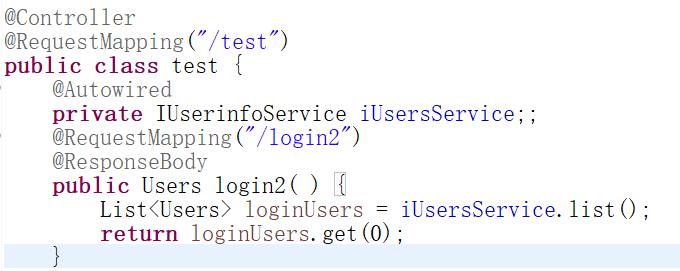 @Controller
@RequestMapping("/test")
public class test {
    @Autowired
    private IUserinfoService iUsersService;;
    @RequestMapping("/login2")
    @ResponseBody
    public Users login2( ) {
        List<Users> loginUsers = iUsersService.list();
        return loginUsers.get(0);
    }